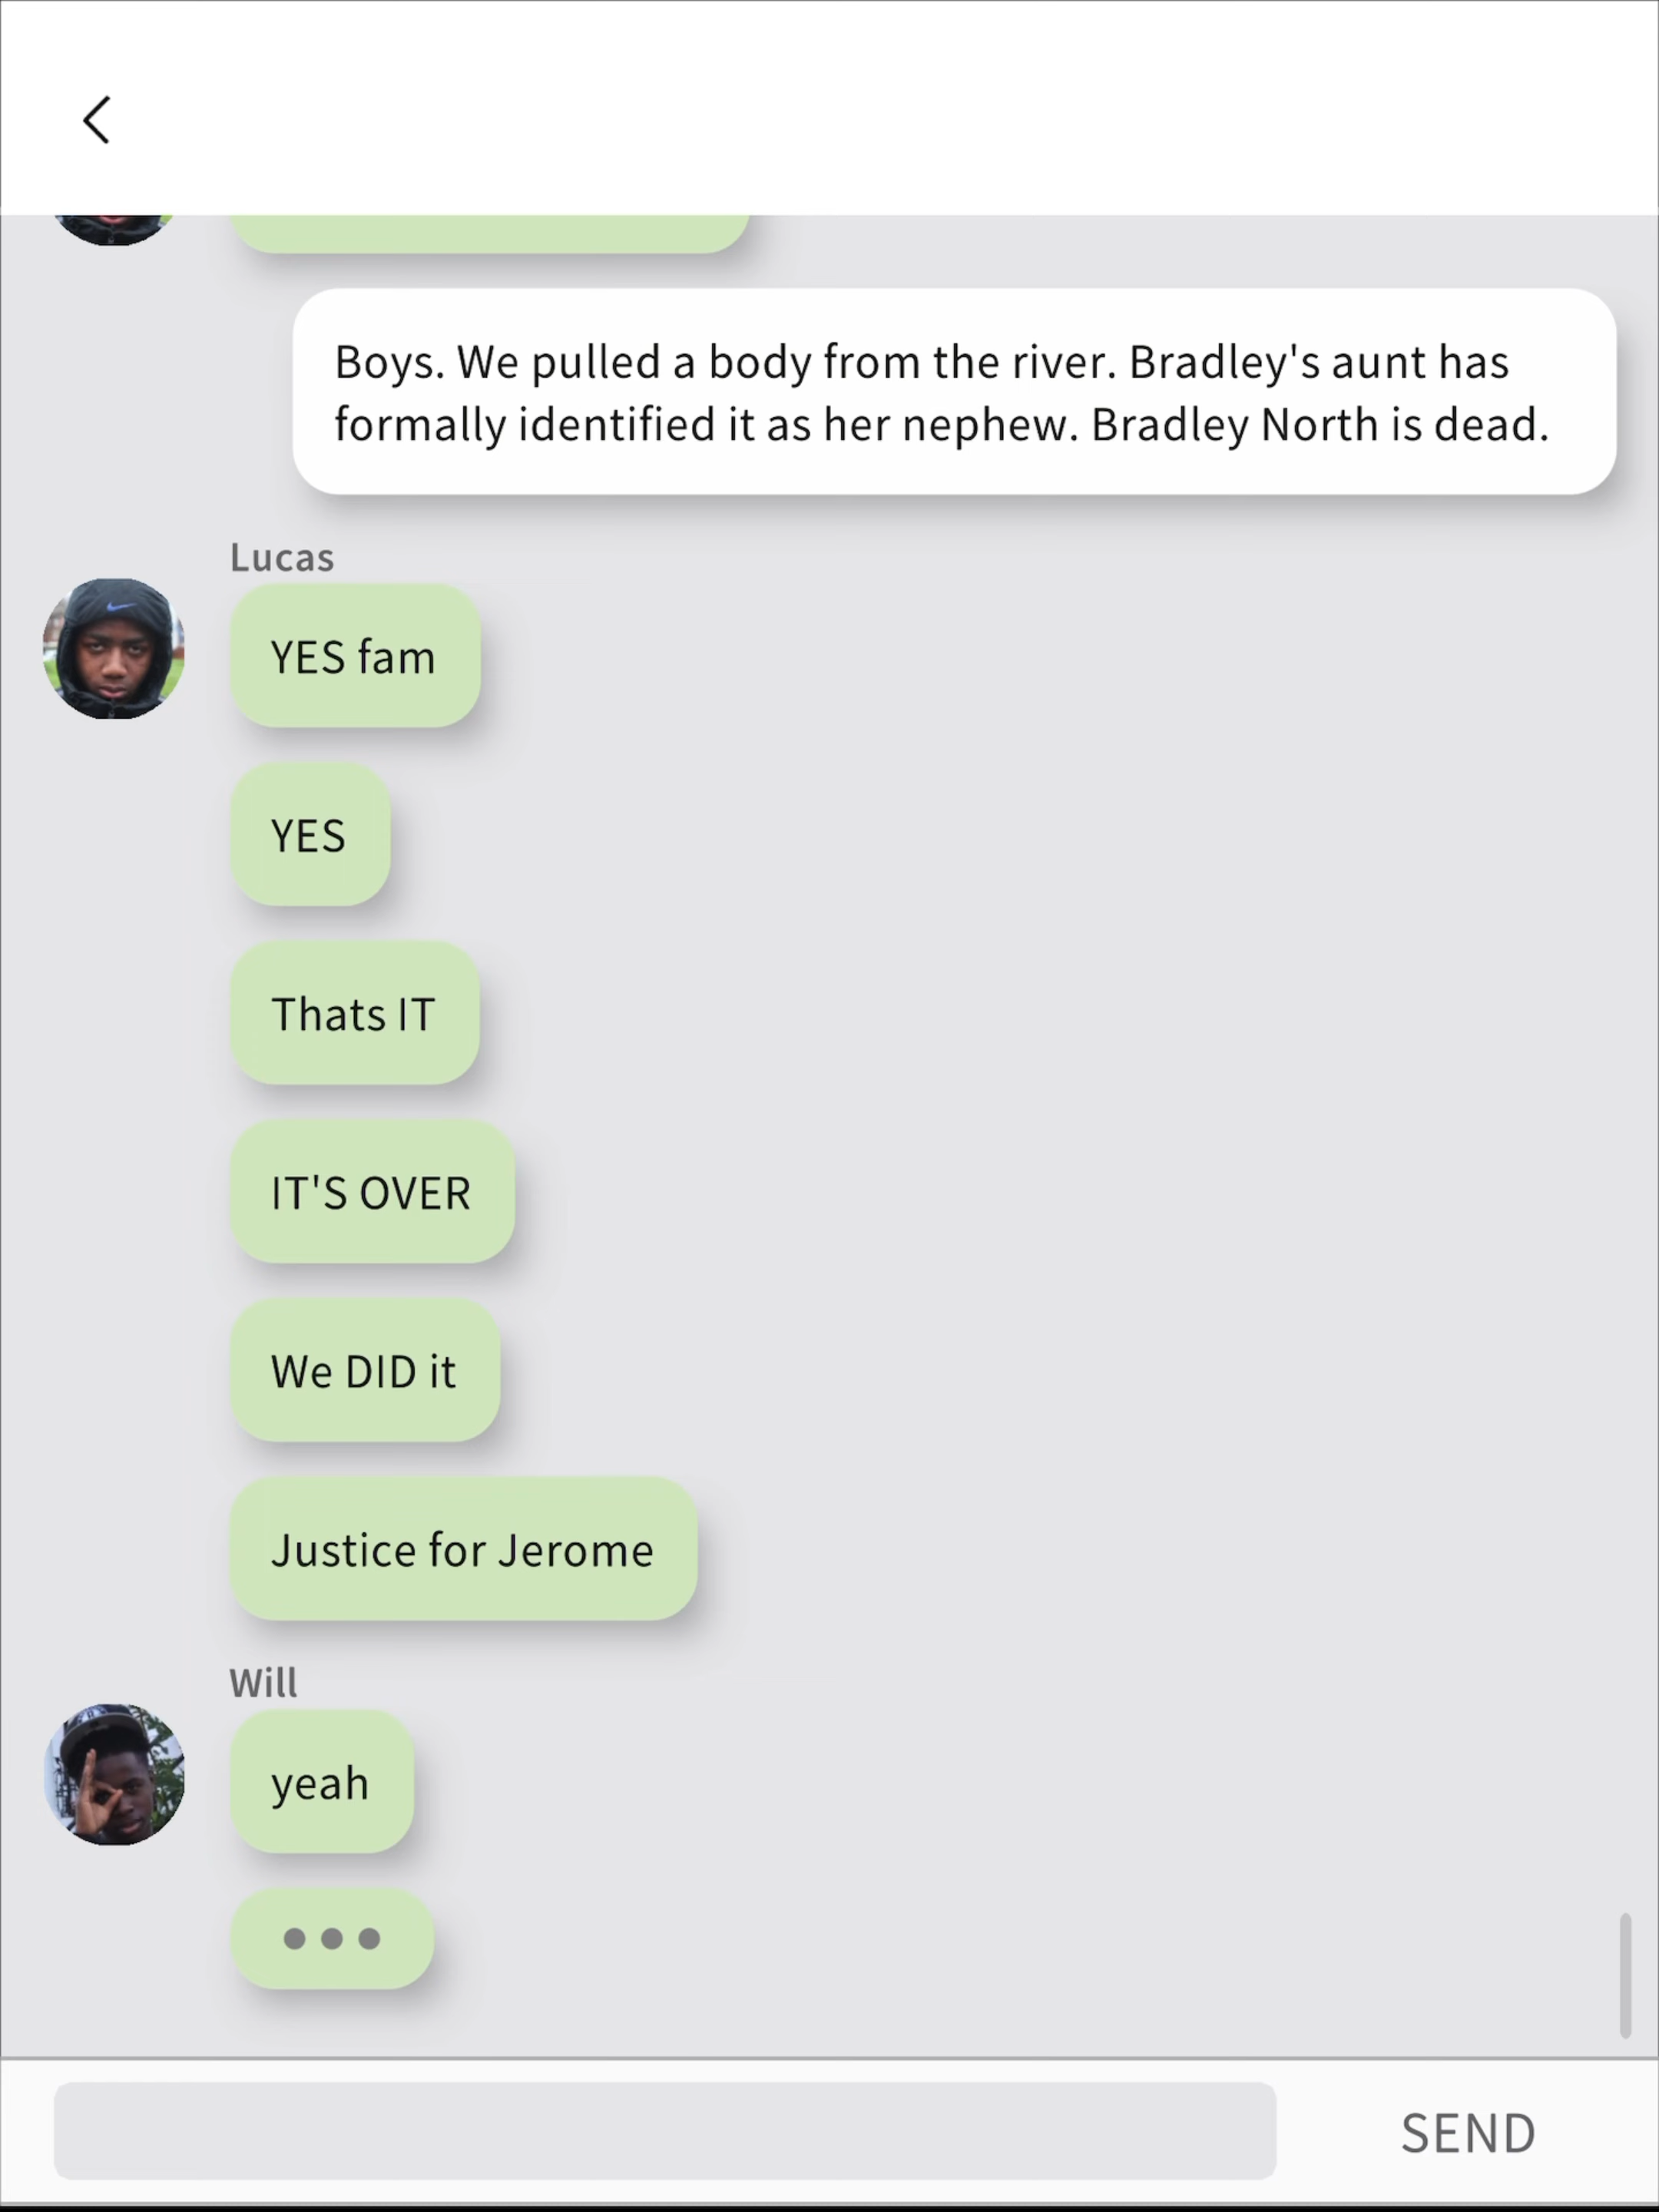 Boys. We pulled a body from the river. Bradley's aunt has
formally identified it as her nephew. Bradley North is dead.
Lucas
YES fam
YES
Thats IT
IT'S OVER
We DID it
Justice for Jerome
Will
yeah
SEND